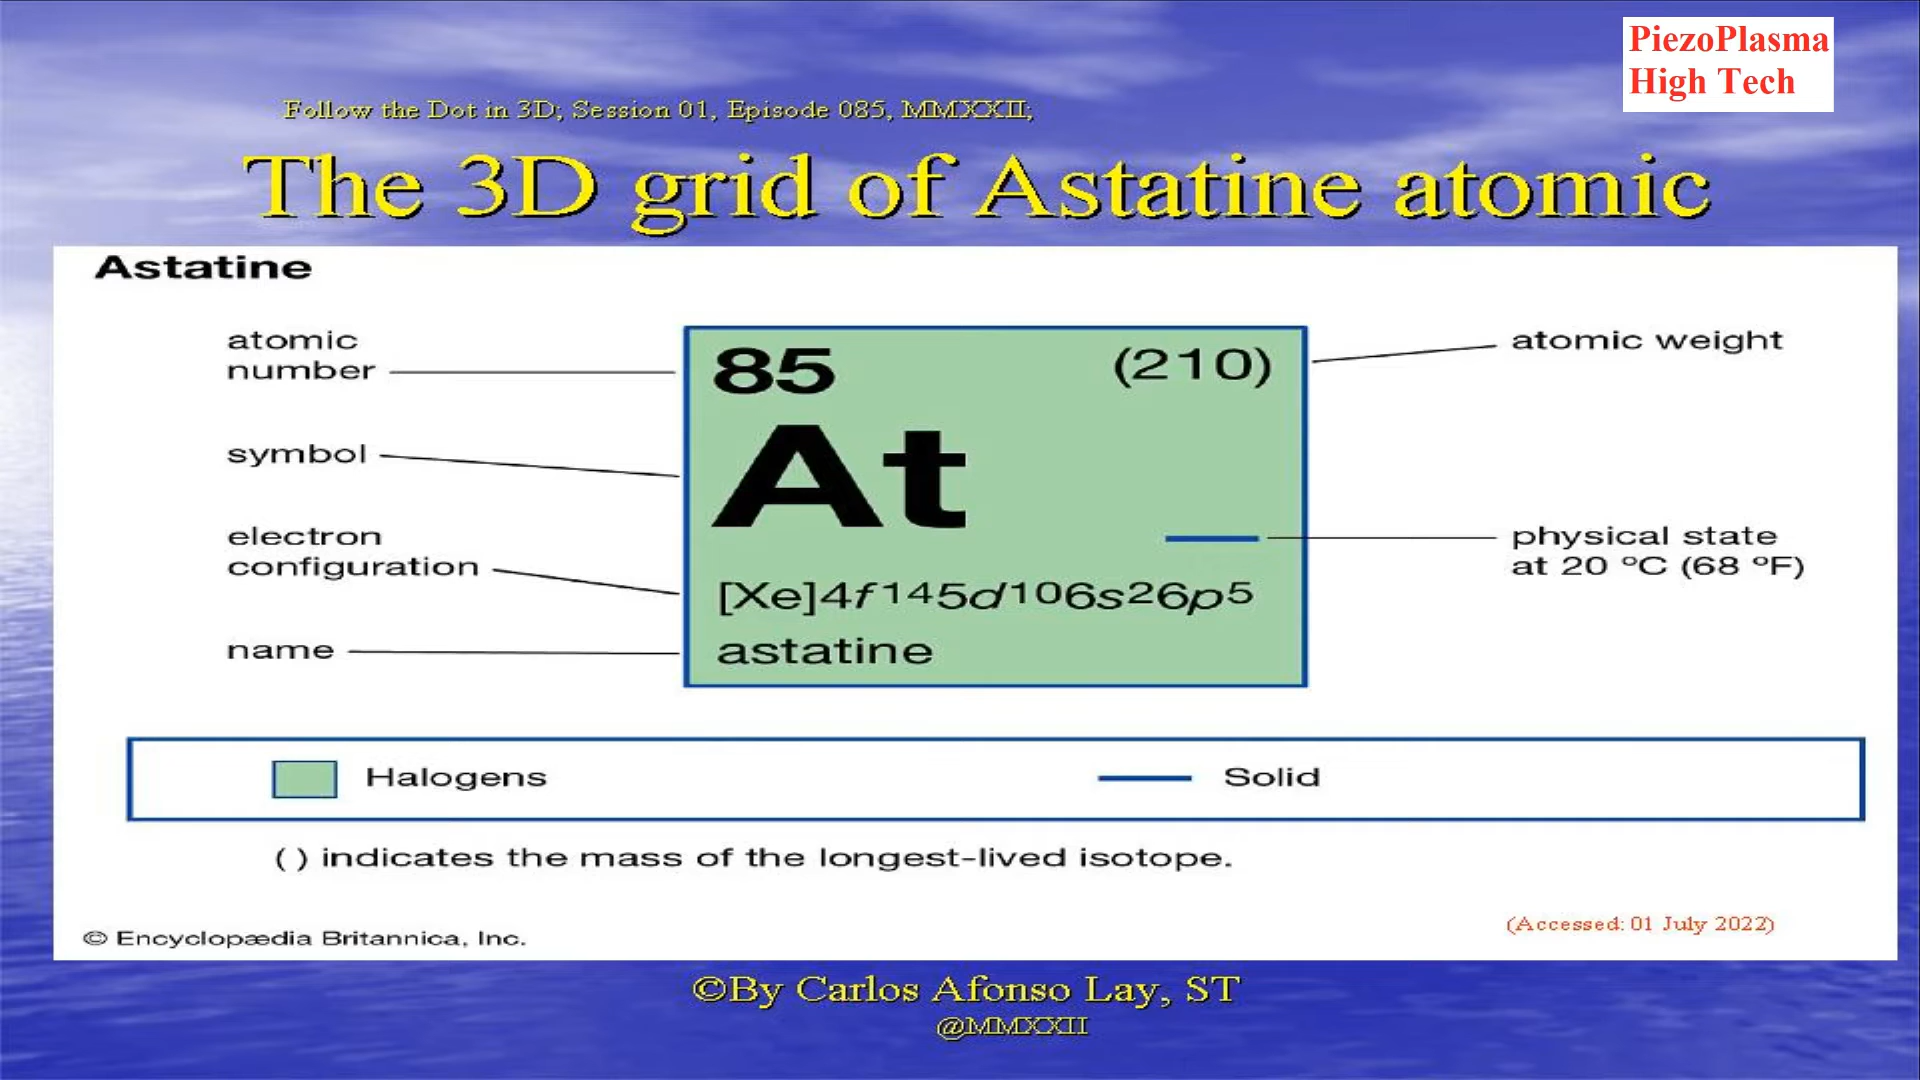 PiezoPlasma
High Tech
Follow the Dot in 3D; Session 01, Episode 085, MMXXII;
The 3D grid of Astatine atomic
Astatine
atomic
number
85
(210)
atomic weight
symbol
At
electron
configuration
physical state
at 20 ºC (68 ºF)
[Xe]4f145d106s26p5
name
astatine
Halogens
Solid
( ) indicates the mass of the longest-lived isotope.
© Encyclopædia Britannica, Inc.
(Accessed: 01 July 2022)
©By Carlos Afonso Lay, ST
@MMXXII